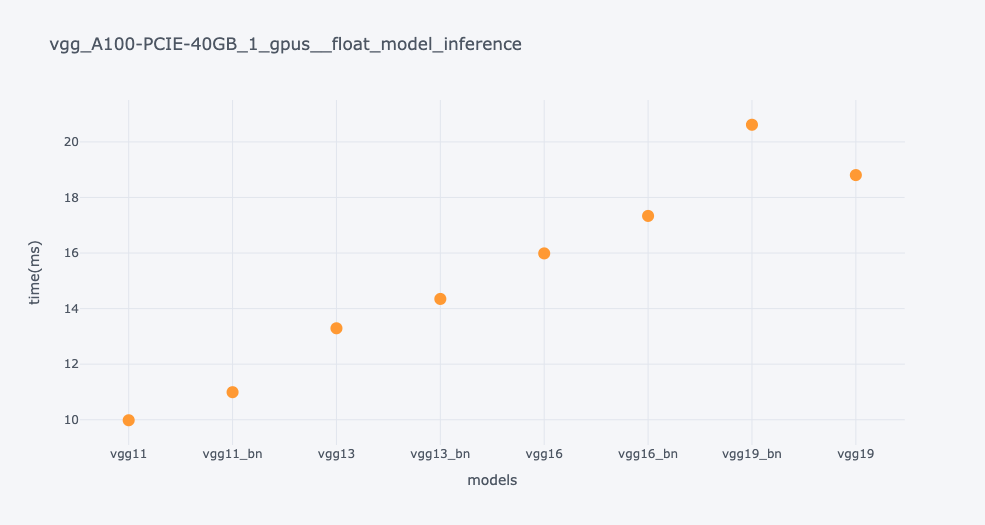 vgg_A100-PCIE-40GB_1_gpus__float_model_inference
time(ms)
20
18
16
14
12
10
vgg11 vgg11_bn vgg13 vgg13_bn vgg16 vgg16_bn vgg19_bn vgg19
models